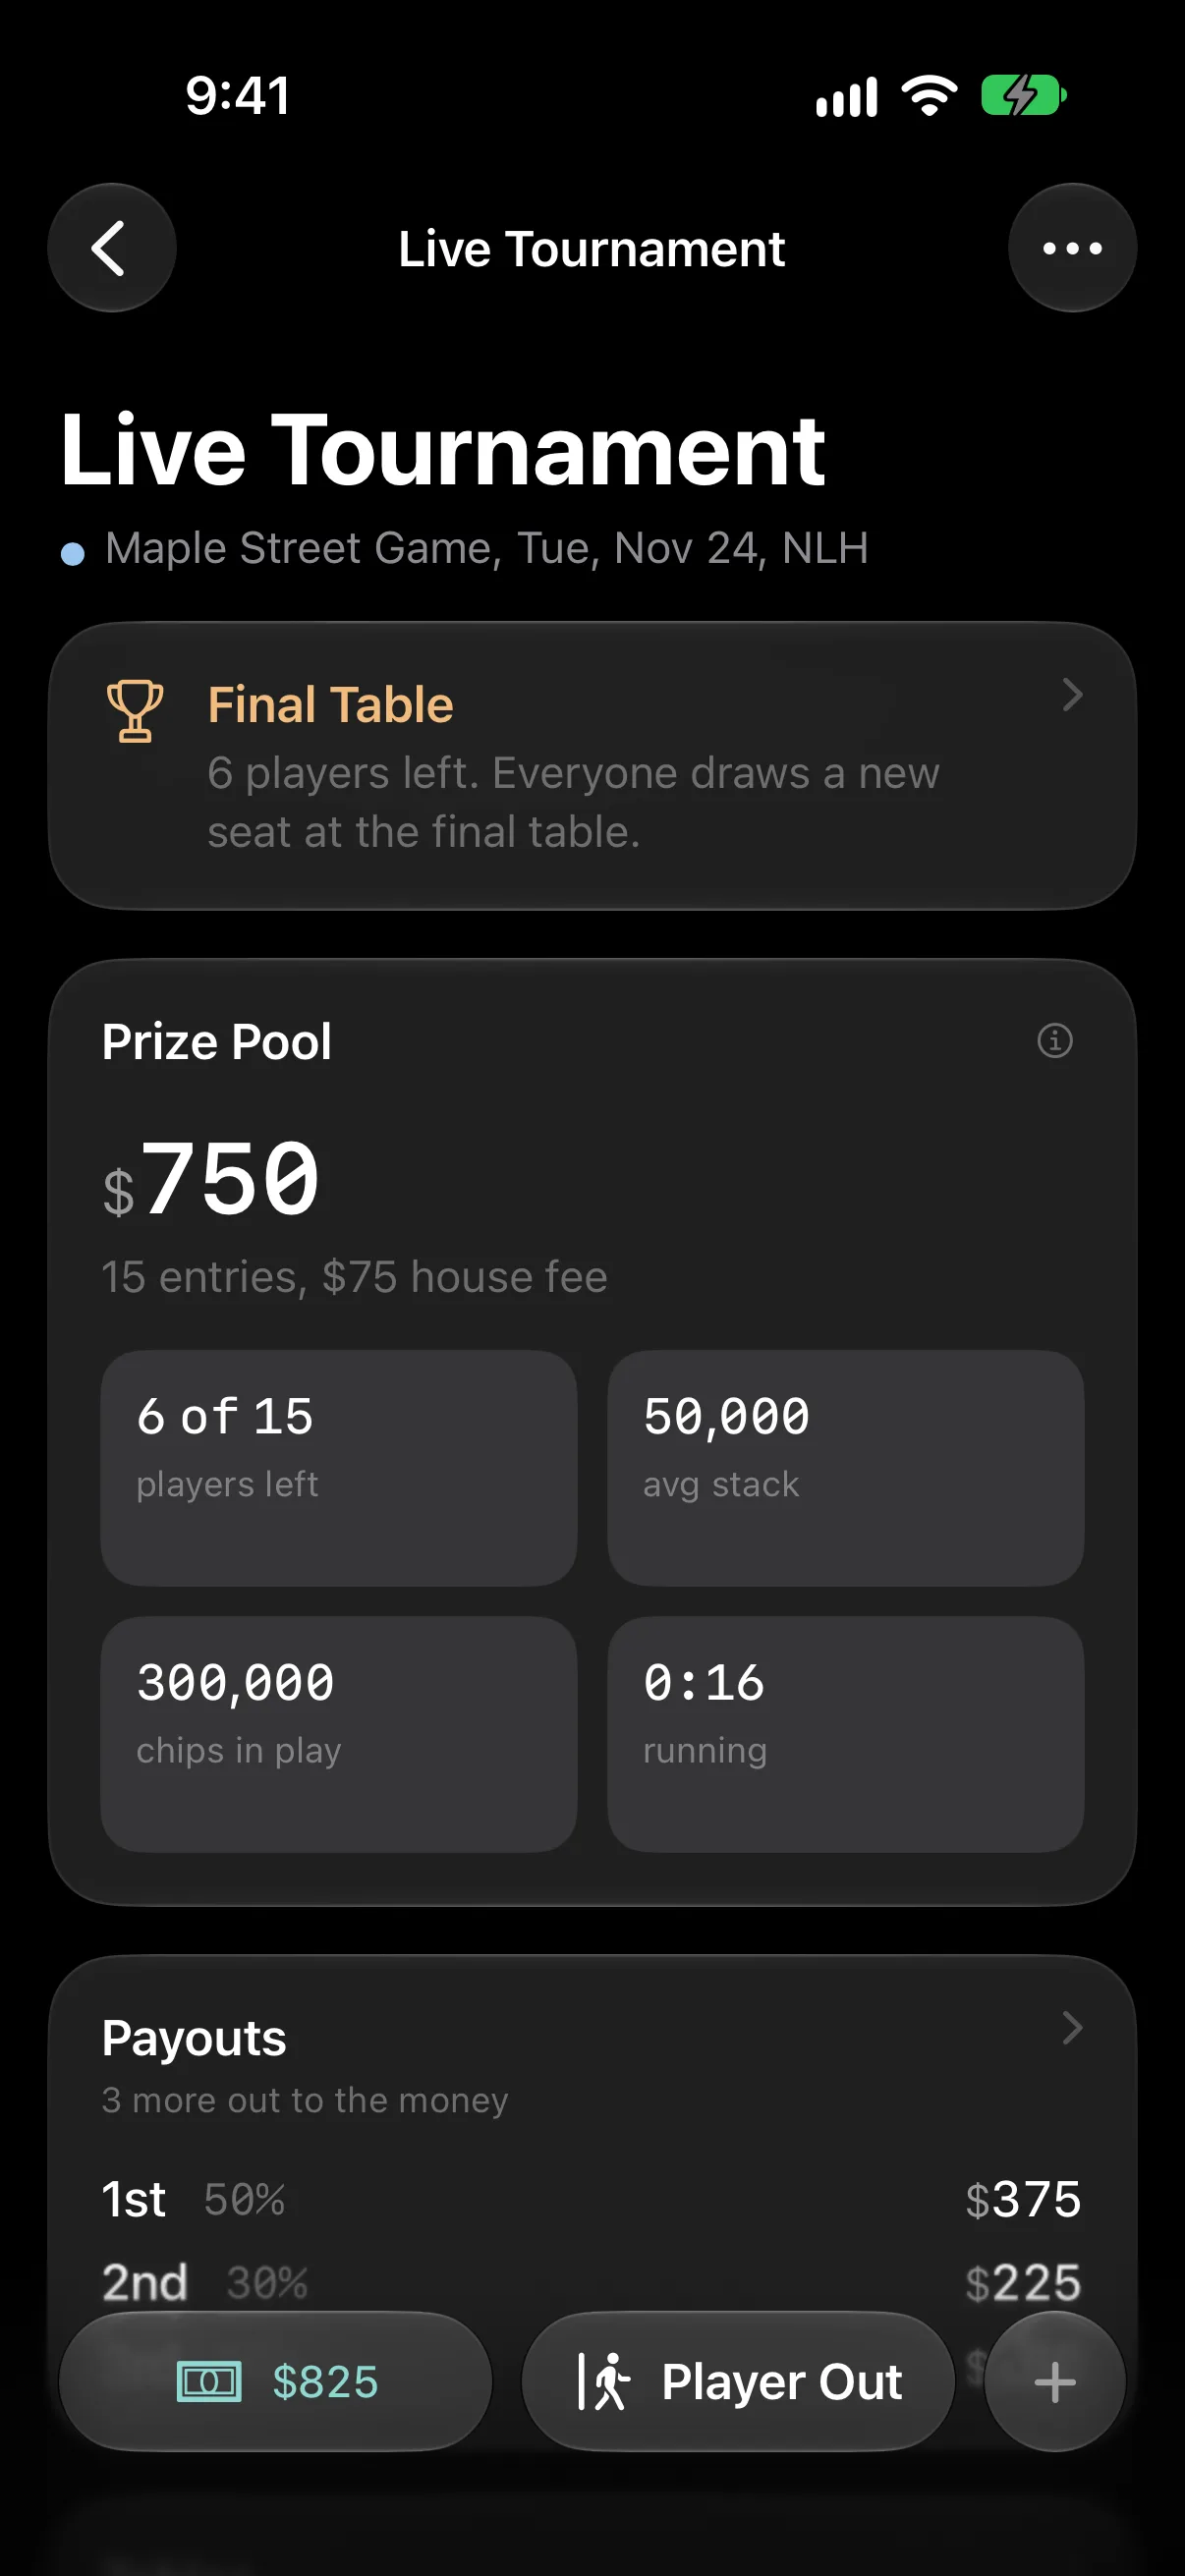 9:41
Live Tournament
Live Tournament
Maple Street Game, Tue, Nov 24, NLH
Final Table
6 players left. Everyone draws a new
seat at the final table.
Prize Pool
$750
15 entries, $75 house fee
6 of 15
players left
50,000
avg stack
300,000
chips in play
0:16
running
Payouts
3 more out to the money
1st 50% $375
2nd 30% $225
$825
Player Out